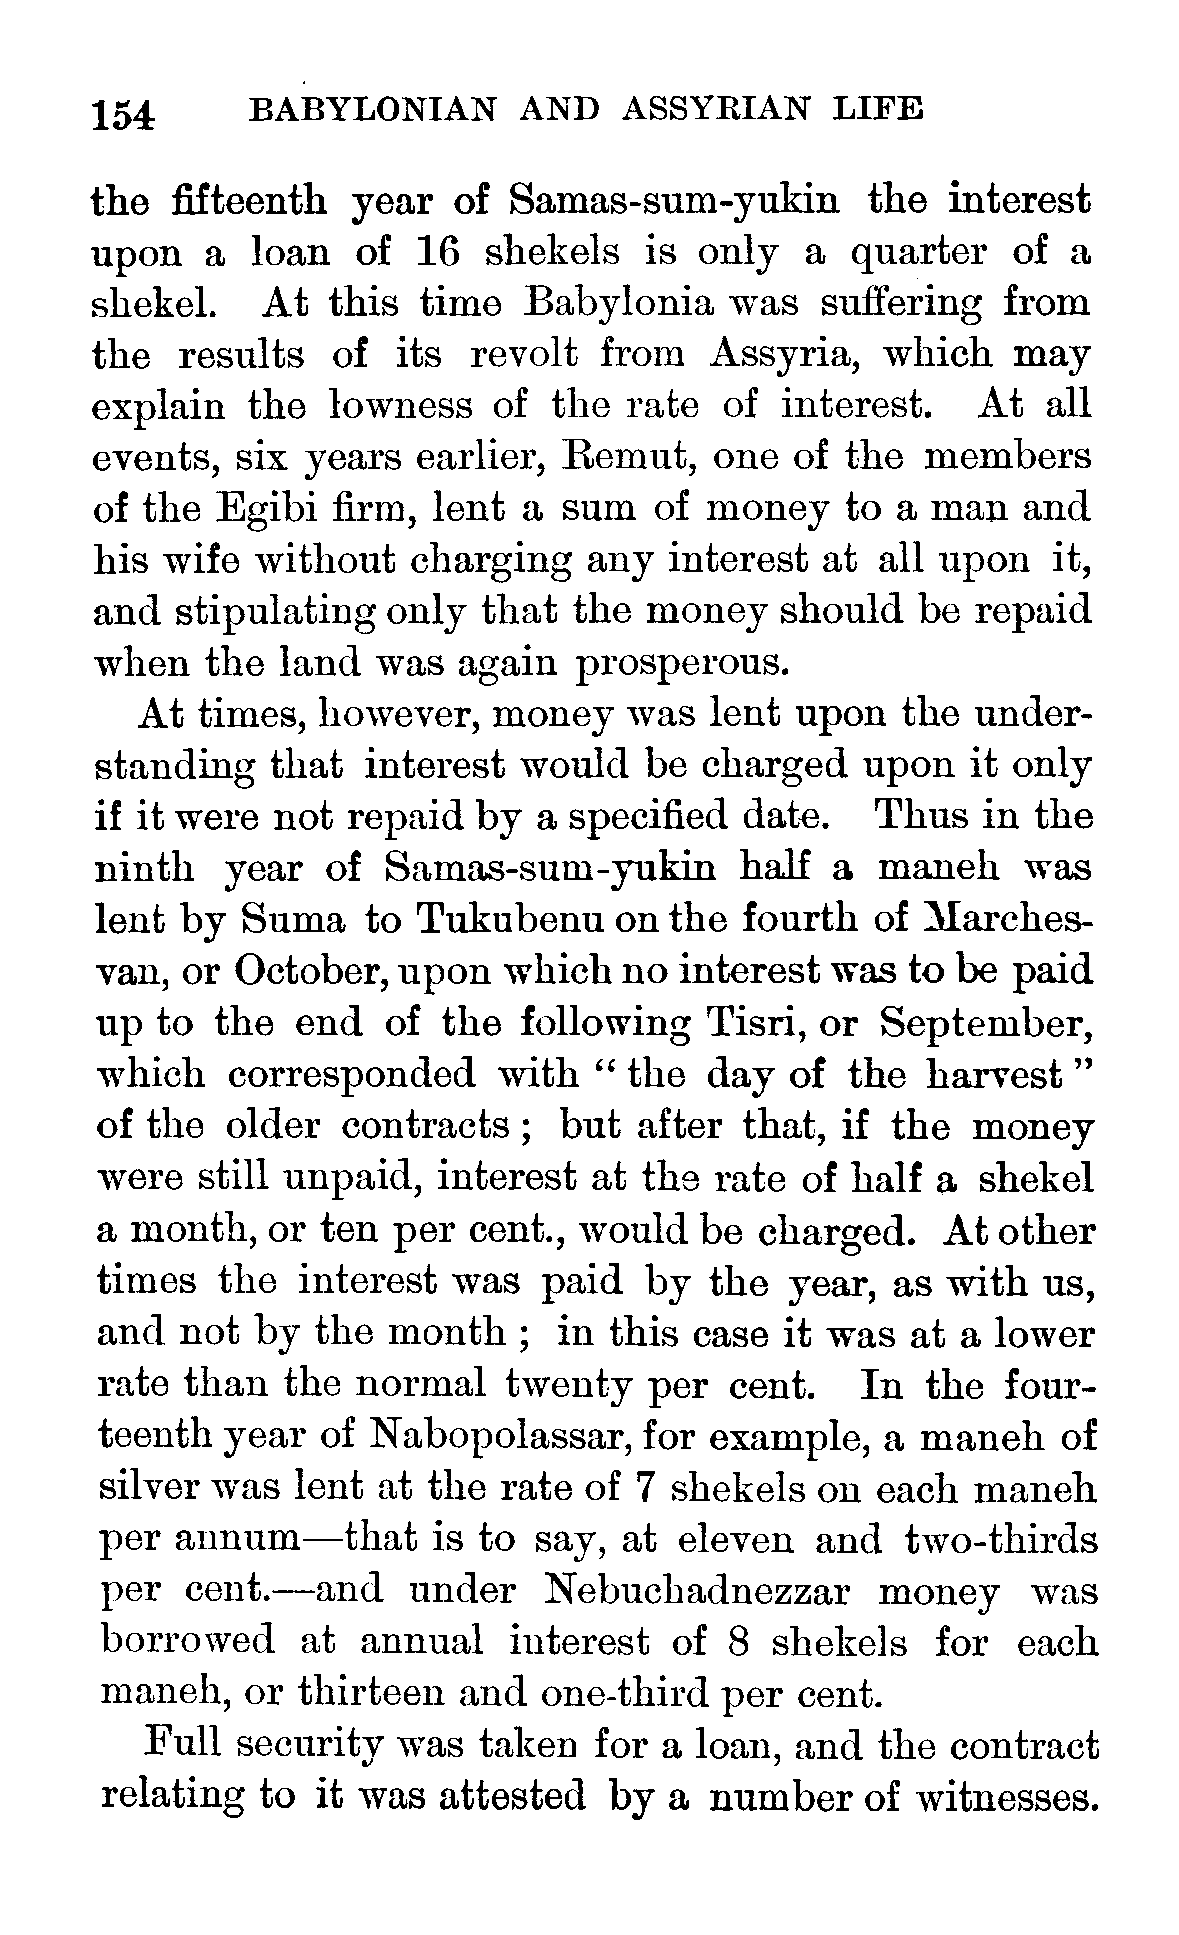 154 BABYLONIAN AND ASSYRIAN LIFE
the fifteenth year of Samas-sum-yukin the interest
upon a loan of 16 shekels is only a quarter of a
shekel. At this time Babylonia was suffering from
the results of its revolt from Assyria, which may
explain the lowness of the rate of interest. At all
events, six years earlier, Remut, one of the members
of the Egibi firm, lent a sum of money to a man and
his wife without charging any interest at all upon it,
and stipulating only that the money should be repaid
when the land was again prosperous.
At times, however, money was lent upon the under-
standing that interest would be charged upon it only
if it were not repaid by a specified date. Thus in the
ninth year of Samas-sum-yukin half a maneh was
lent by Suma to Tukubenu on the fourth of Marches-
van, or October, upon which no interest was to be paid
up to the end of the following Tisri, or September,
which corresponded with “ the day of the harvest ”
of the older contracts ; but after that, if the money
were still unpaid, interest at the rate of half a shekel
a month, or ten per cent., would be charged. At other
times the interest was paid by the year, as with us,
and not by the month ; in this case it was at a lower
rate than the normal twenty per cent. In the four-
teenth year of Nabopolassar, for example, a maneh of
silver was lent at the rate of 7 shekels on each maneh
per annum—that is to say, at eleven and two-thirds
per cent.—and under Nebuchadnezzar money was
borrowed at annual interest of 8 shekels for each
maneh, or thirteen and one-third per cent.
Full security was taken for a loan, and the contract
relating to it was attested by a number of witnesses.